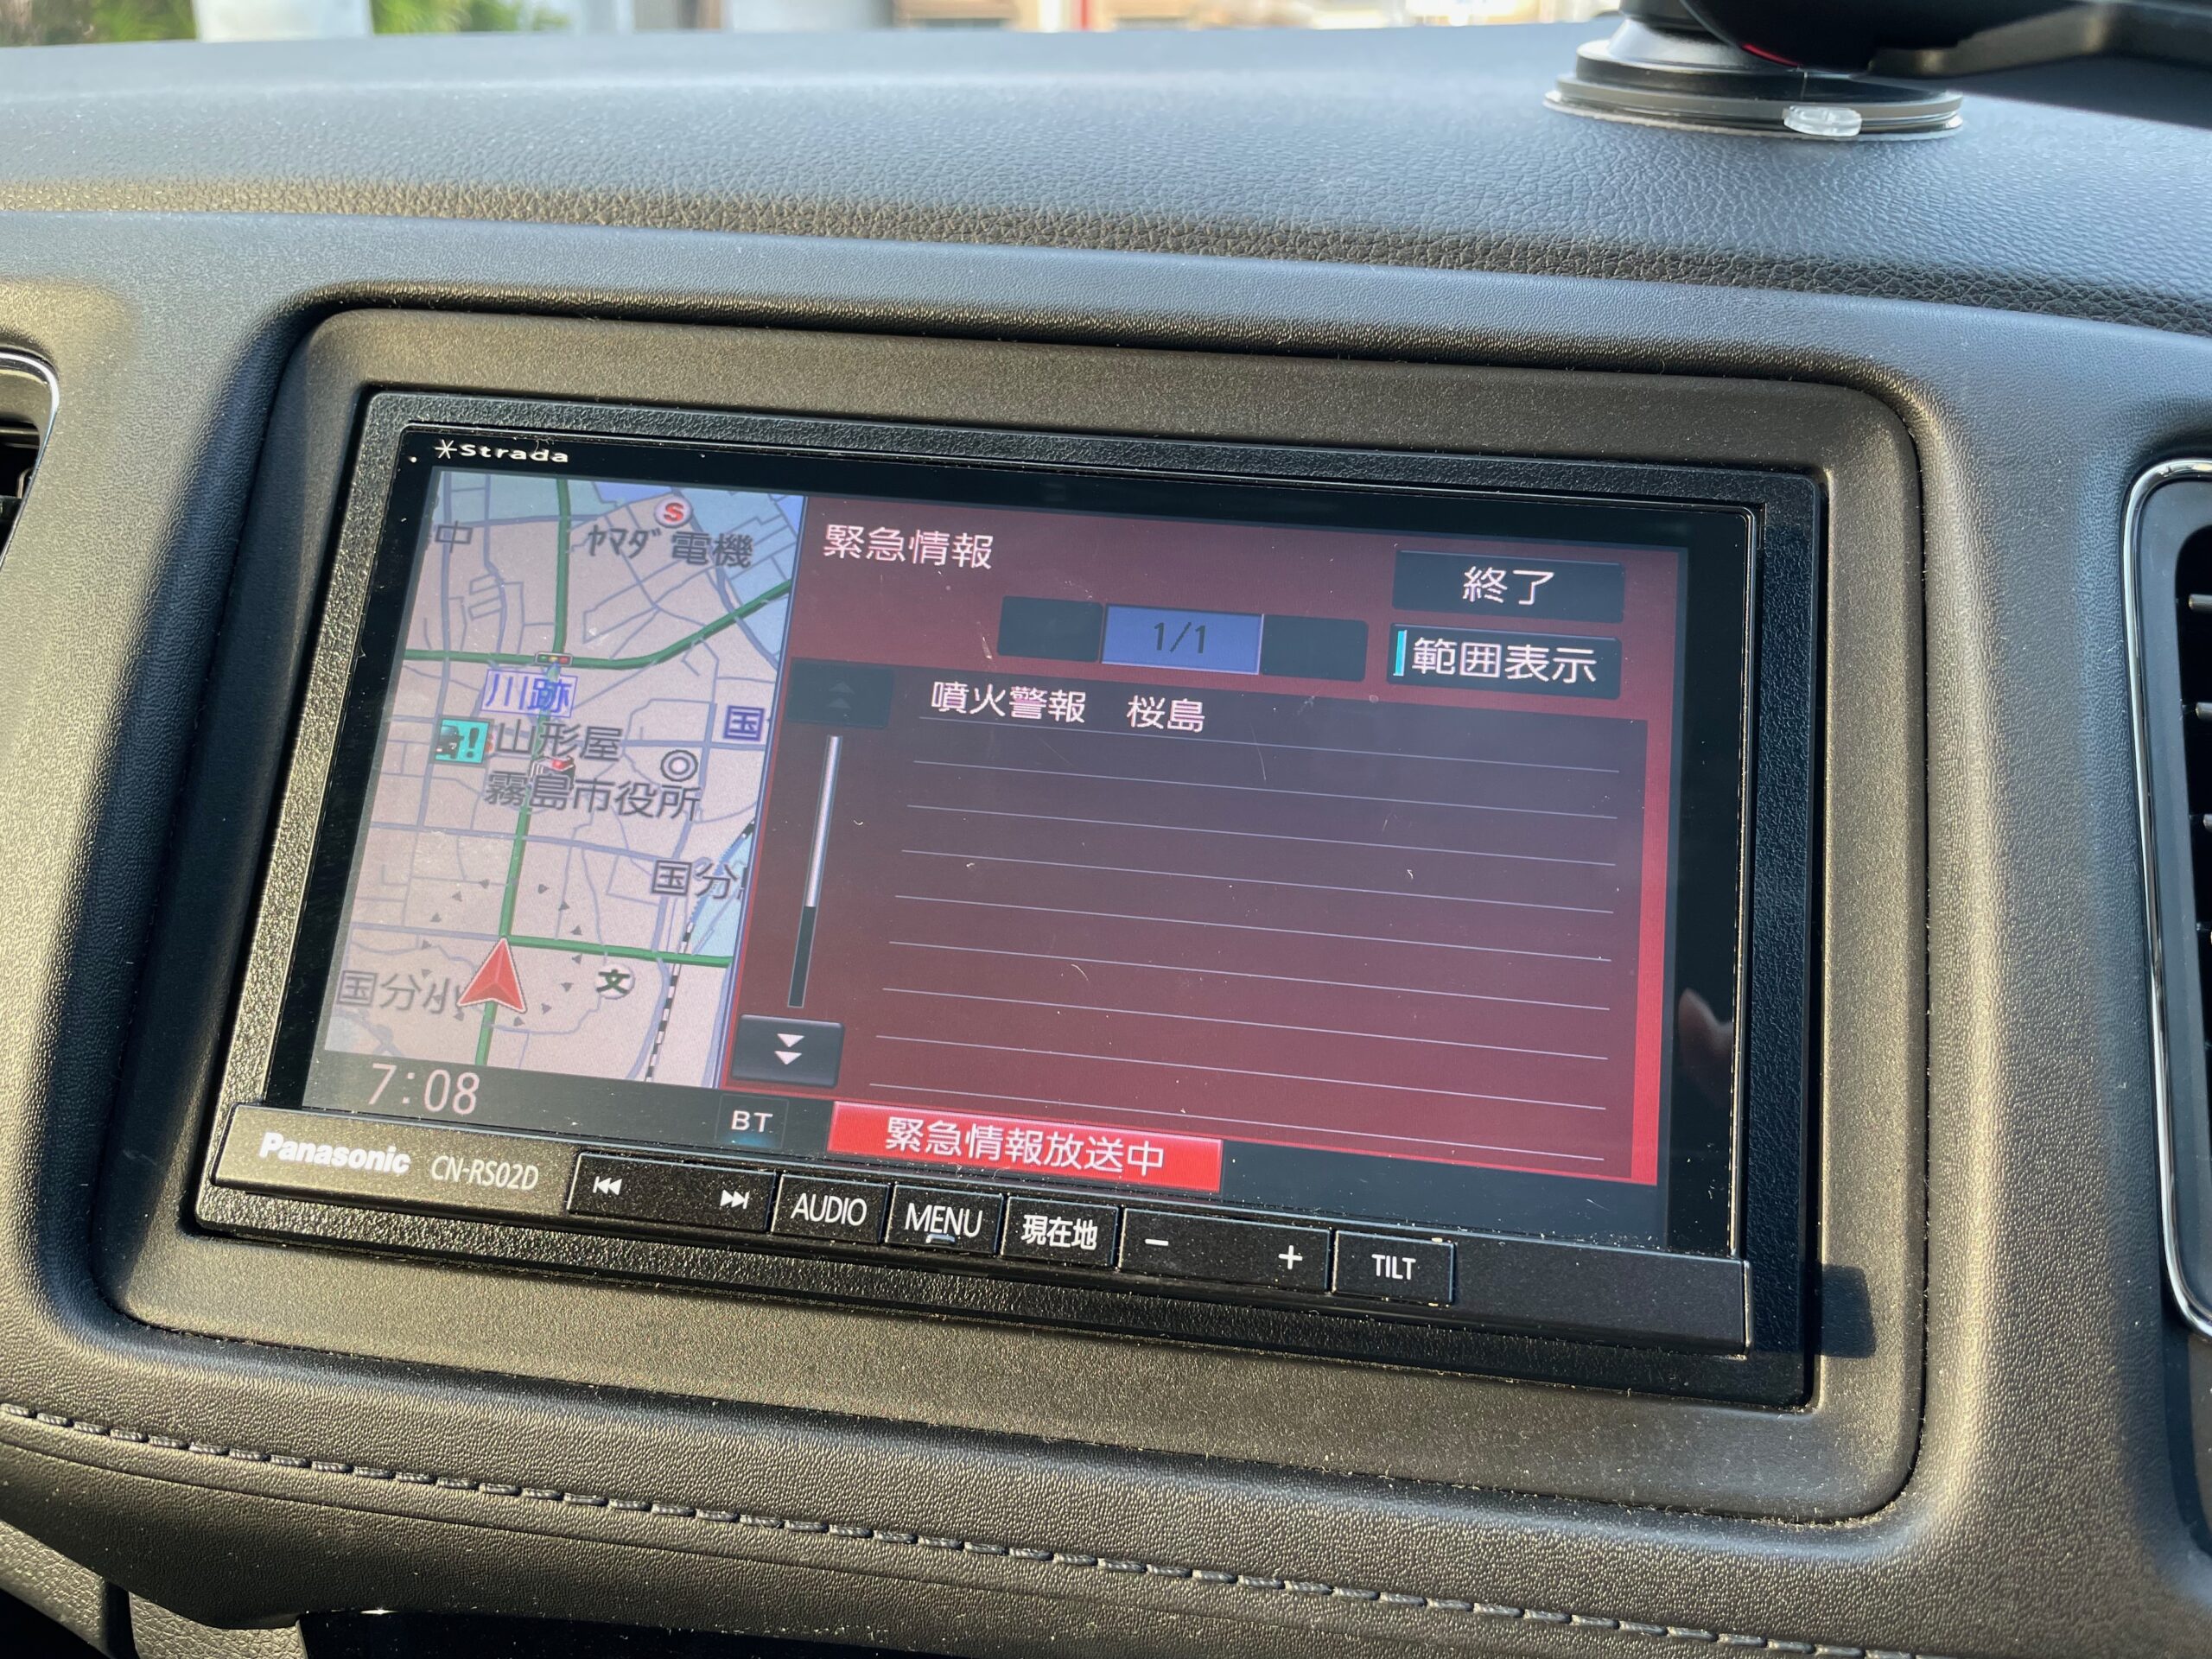 Strada
中
S
ヤマダ電機
川跡
山形屋
霧島市役所
国
国分
国分小
文
7:08
緊急情報
終了
1/1
範囲表示
噴火警報 桜島
BT
緊急情報放送中
Panasonic CN-RS02D
AUDIO
MENU
現在地
− +
TILT